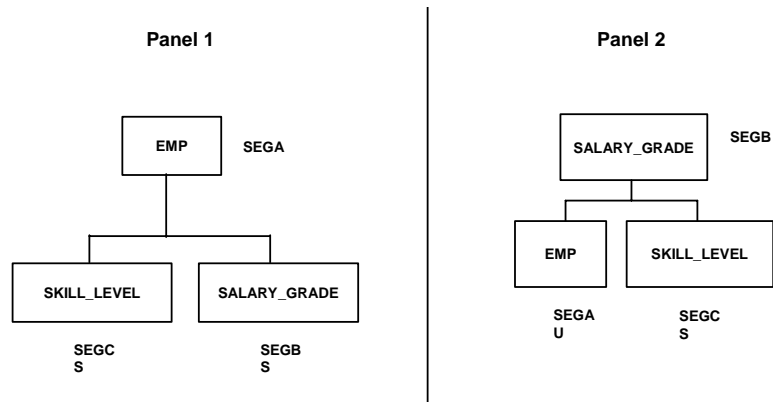 Panel 1
EMP
SEGA
SKILL_LEVEL
SALARY_GRADE
SEGC
S
SEGB
S
Panel 2
SALARY_GRADE
SEGB
EMP
SKILL_LEVEL
SEGA
U
SEGC
S